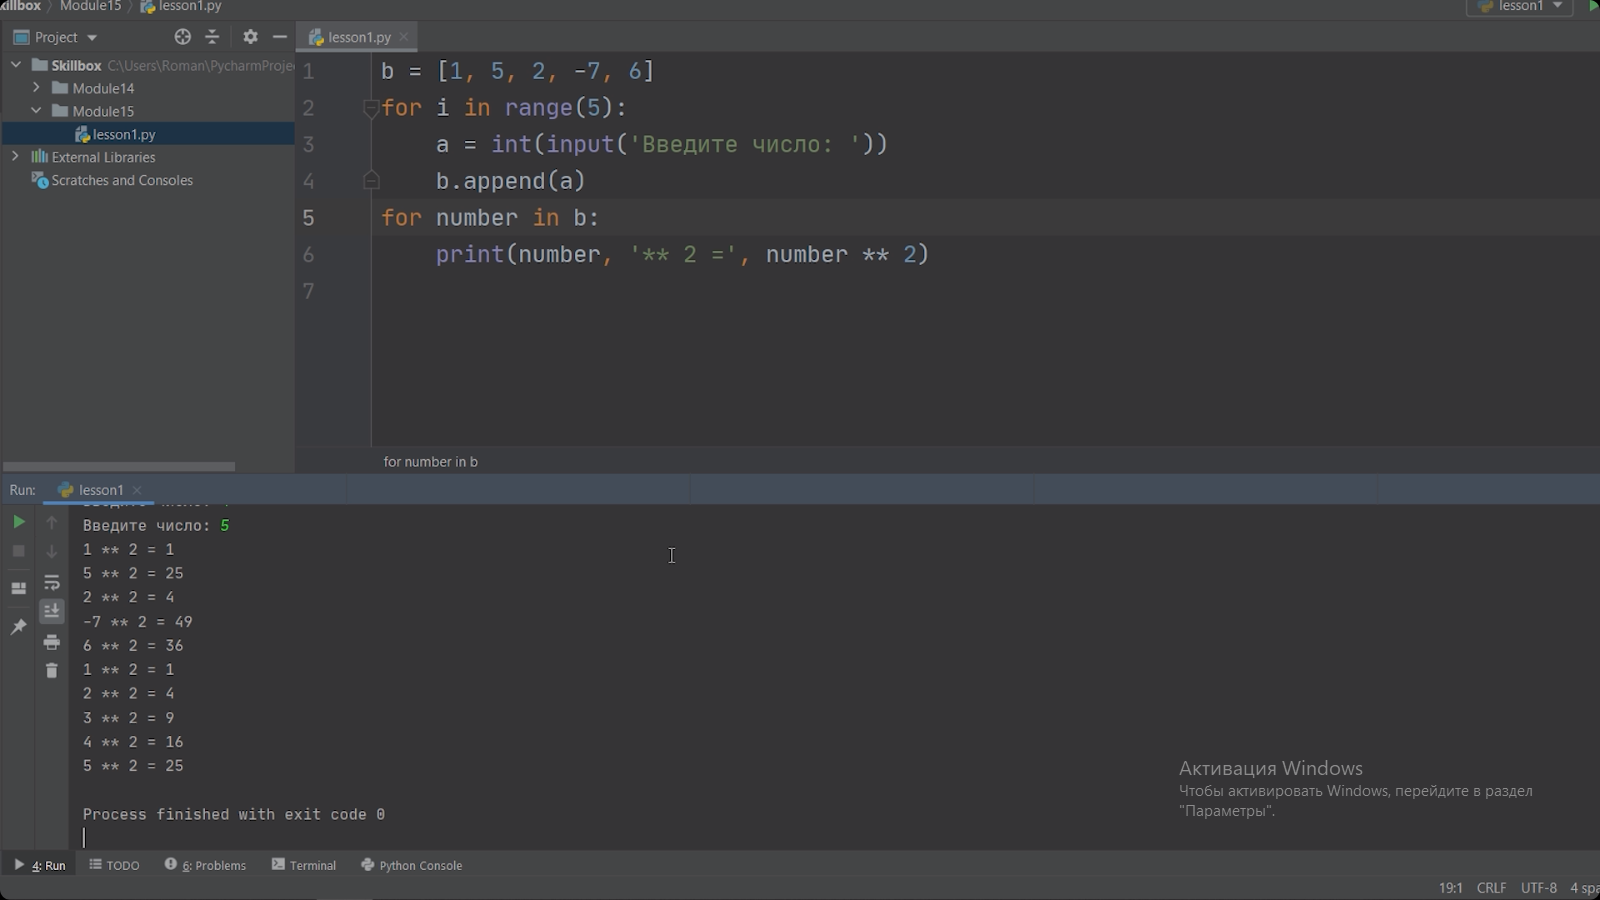 Skillbox Module15 lesson1.py lesson1
Project lesson1.py
Skillbox C:\Users\Roman\PycharmProje
Module14
Module15
lesson1.py
External Libraries
Scratches and Consoles
1 b = [1, 5, 2, -7, 6]
2 for i in range(5):
3 a = int(input('Введите число: '))
4 b.append(a)
5 for number in b:
6 print(number, '** 2 =', number ** 2)
7
for number in b
Run: lesson1
Введите число: 5
1 ** 2 = 1
5 ** 2 = 25
2 ** 2 = 4
-7 ** 2 = 49
6 ** 2 = 36
1 ** 2 = 1
2 ** 2 = 4
3 ** 2 = 9
4 ** 2 = 16
5 ** 2 = 25
Process finished with exit code 0
Активация Windows
Чтобы активировать Windows, перейдите в раздел
"Параметры".
4: Run TODO 6: Problems Terminal Python Console
19:1 CRLF UTF-8 4 spa